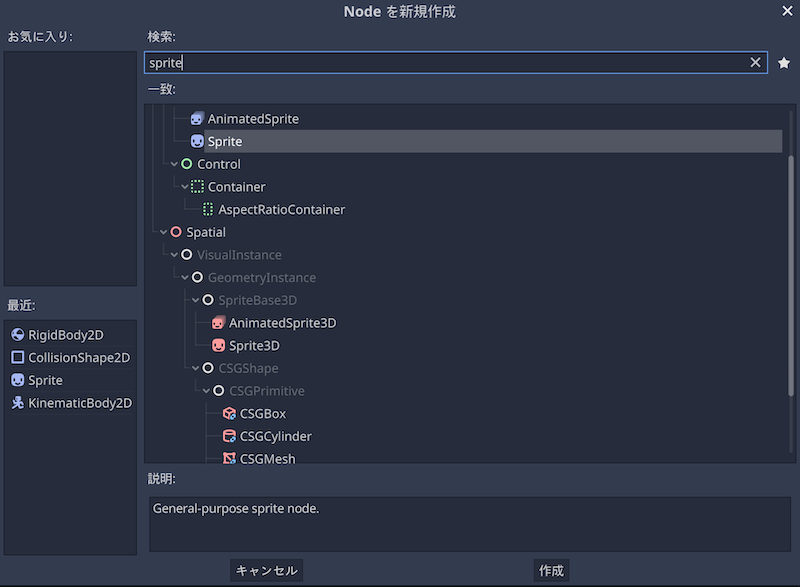 Node を新規作成
お気に入り:
検索:
sprite
一致:
AnimatedSprite
Sprite
Control
Container
AspectRatioContainer
Spatial
VisualInstance
GeometryInstance
SpriteBase3D
AnimatedSprite3D
Sprite3D
CSGShape
CSGPrimitive
CSGBox
CSGCylinder
CSGMesh
最近:
RigidBody2D
CollisionShape2D
Sprite
KinematicBody2D
説明:
General-purpose sprite node.
キャンセル
作成